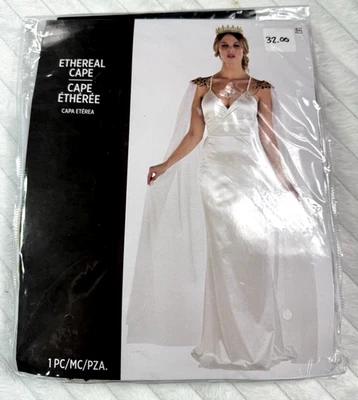 ETHEREAL
CAPE
CAPE
ÉTHÉRÉE
CAPA ETÉREA
32.00
1 PC/MC/PZA.